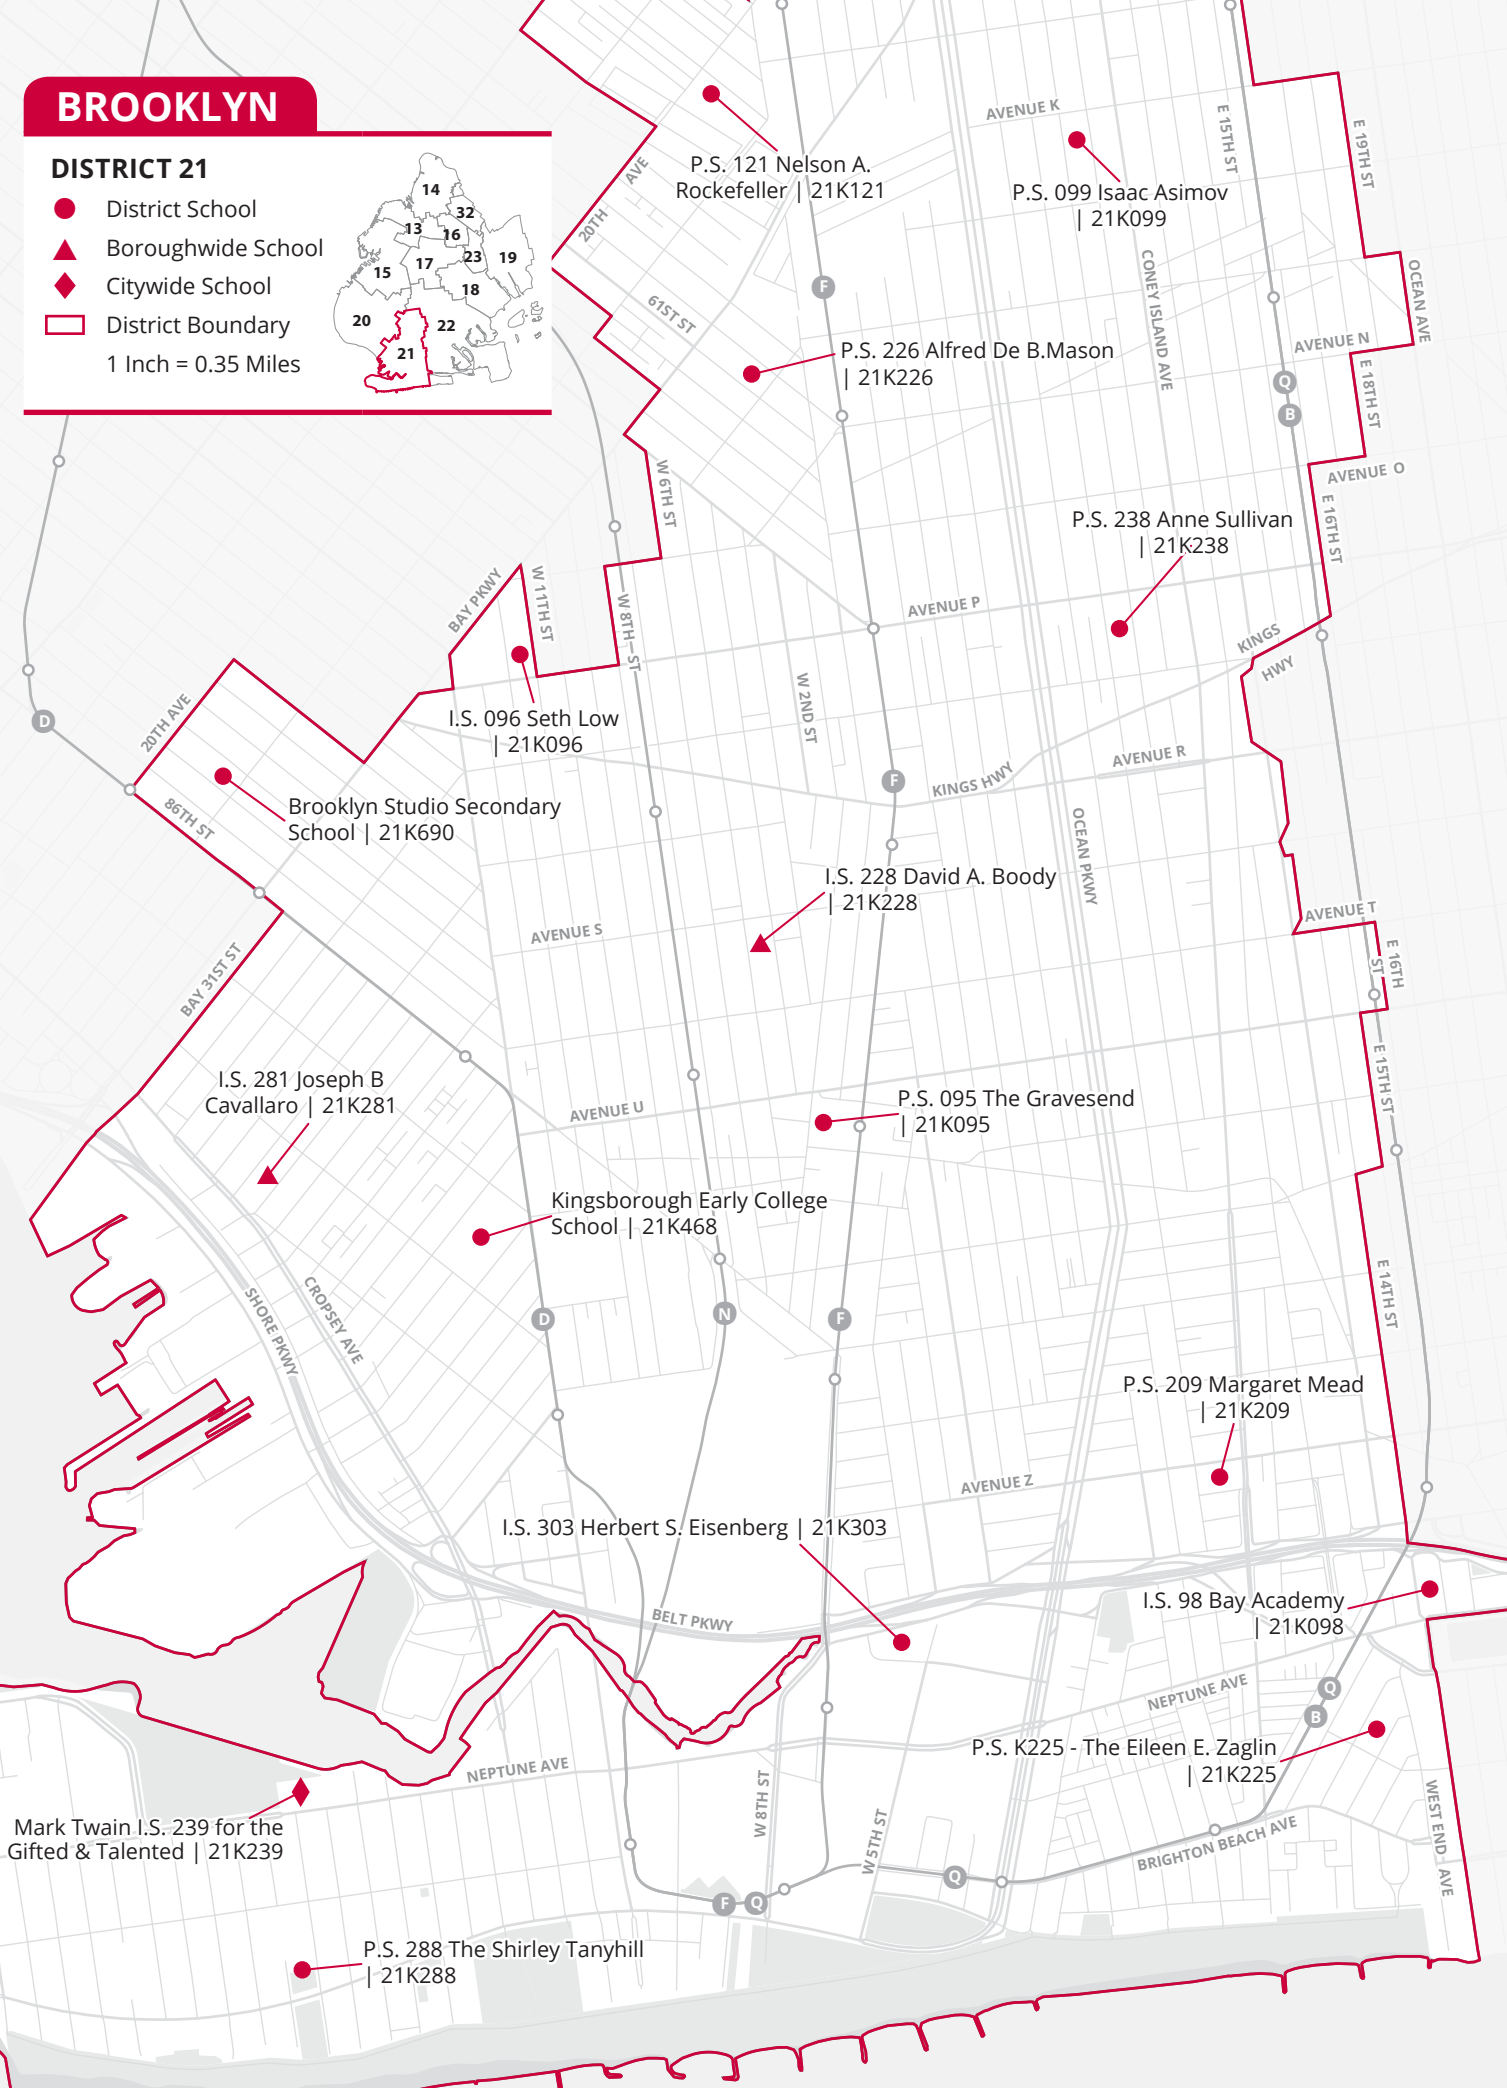 BROOKLYN
DISTRICT 21
District School
Boroughwide School
Citywide School
District Boundary
1 Inch = 0.35 Miles
14
32
13
16
23
19
17
15
18
20
22
21
AVENUE K
E 15TH ST
E 19TH ST
P.S. 121 Nelson A.
Rockefeller | 21K121
P.S. 099 Isaac Asimov
| 21K099
20TH AVE
61ST ST
F
CONEY ISLAND AVE
OCEAN AVE
AVENUE N
P.S. 226 Alfred De B.Mason
| 21K226
Q
B
E 18TH ST
AVENUE O
W 6TH ST
E 16TH ST
P.S. 238 Anne Sullivan
| 21K238
BAY PKWY
W 11TH ST
W 8TH ST
AVENUE P
KINGS
HWY
W 2ND ST
I.S. 096 Seth Low
| 21K096
20TH AVE
D
AVENUE R
KINGS HWY
F
86TH ST
Brooklyn Studio Secondary
School | 21K690
OCEAN PKWY
I.S. 228 David A. Boody
| 21K228
AVENUE S
AVENUE T
E 16TH
ST
BAY 31ST ST
E 15TH ST
I.S. 281 Joseph B
Cavallaro | 21K281
AVENUE U
P.S. 095 The Gravesend
| 21K095
Kingsborough Early College
School | 21K468
SHORE PKWY
CROPSEY AVE
D
N
F
E 14TH ST
P.S. 209 Margaret Mead
| 21K209
AVENUE Z
I.S. 303 Herbert S. Eisenberg | 21K303
BELT PKWY
I.S. 98 Bay Academy
| 21K098
NEPTUNE AVE
Q
B
P.S. K225 - The Eileen E. Zaglin
| 21K225
NEPTUNE AVE
W 8TH ST
W 5TH ST
WEST END AVE
Mark Twain I.S. 239 for the
Gifted & Talented | 21K239
BRIGHTON BEACH AVE
F
Q
Q
P.S. 288 The Shirley Tanyhill
| 21K288